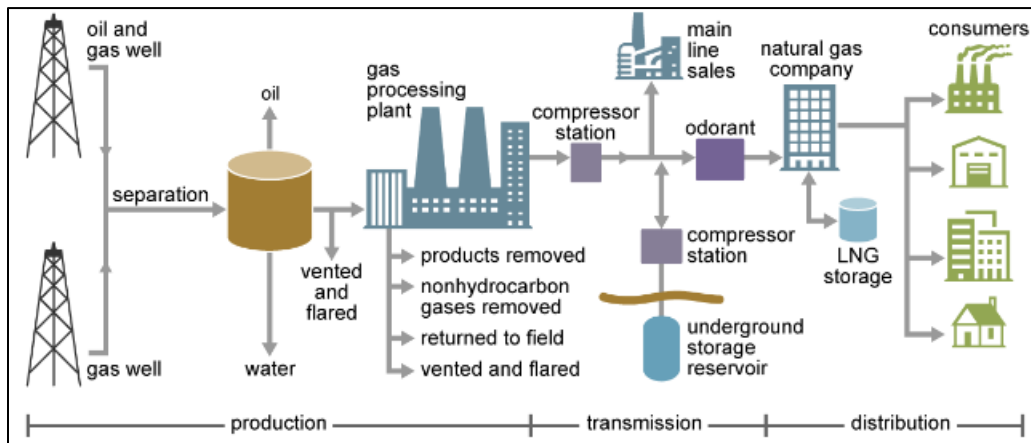 oil and
gas well
oil
separation
gas well
water
vented
and
flared
gas
processing
plant
products removed
nonhydrocarbon
gases removed
returned to field
vented and flared
compressor
station
main
line
sales
odorant
compressor
station
underground
storage
reservoir
natural gas
company
LNG
storage
consumers
production
transmission
distribution